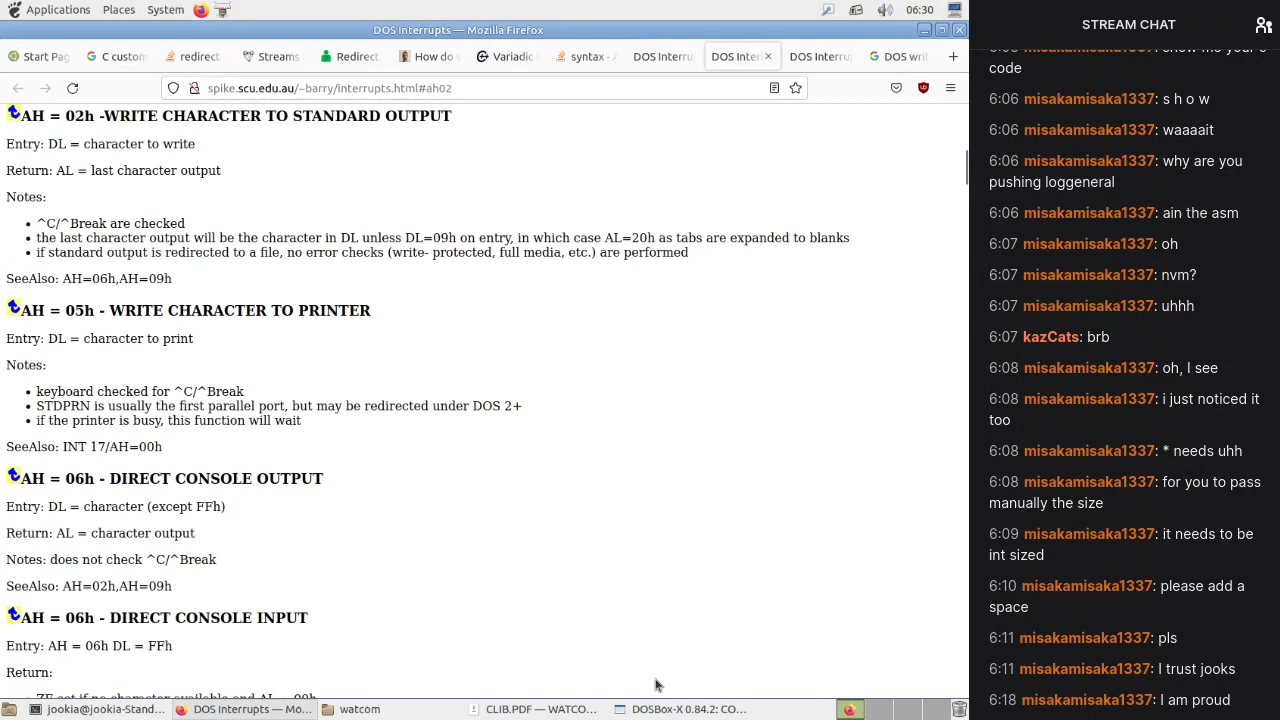 Applications Places System 06:30
DOS Interrupts — Mozilla Firefox
Start Pag C custom redirect Streams Redirect How do Variadic syntax - DOS Interru DOS Inter DOS Interru DOS writ
spike.scu.edu.au/~barry/interrupts.html#ah02
AH = 02h -WRITE CHARACTER TO STANDARD OUTPUT
Entry: DL = character to write
Return: AL = last character output
Notes:
• ^C/^Break are checked
• the last character output will be the character in DL unless DL=09h on entry, in which case AL=20h as tabs are expanded to blanks
• if standard output is redirected to a file, no error checks (write- protected, full media, etc.) are performed
SeeAlso: AH=06h,AH=09h
AH = 05h - WRITE CHARACTER TO PRINTER
Entry: DL = character to print
Notes:
• keyboard checked for ^C/^Break
• STDPRN is usually the first parallel port, but may be redirected under DOS 2+
• if the printer is busy, this function will wait
SeeAlso: INT 17/AH=00h
AH = 06h - DIRECT CONSOLE OUTPUT
Entry: DL = character (except FFh)
Return: AL = character output
Notes: does not check ^C/^Break
SeeAlso: AH=02h,AH=09h
AH = 06h - DIRECT CONSOLE INPUT
Entry: AH = 06h DL = FFh
Return:
jookia@jookia-Stand... DOS Interrupts — Mo... watcom CLIB.PDF — WATCO... DOSBox-X 0.84.2: CO...
STREAM CHAT
code
6:06 misakamisaka1337: s h o w
6:06 misakamisaka1337: waaaait
6:06 misakamisaka1337: why are you
pushing loggeneral
6:06 misakamisaka1337: ain the asm
6:07 misakamisaka1337: oh
6:07 misakamisaka1337: nvm?
6:07 misakamisaka1337: uhhh
6:07 kazCats: brb
6:08 misakamisaka1337: oh, I see
6:08 misakamisaka1337: i just noticed it
too
6:08 misakamisaka1337: * needs uhh
6:08 misakamisaka1337: for you to pass
manually the size
6:09 misakamisaka1337: it needs to be
int sized
6:10 misakamisaka1337: please add a
space
6:11 misakamisaka1337: pls
6:11 misakamisaka1337: I trust jooks
6:18 misakamisaka1337: I am proud